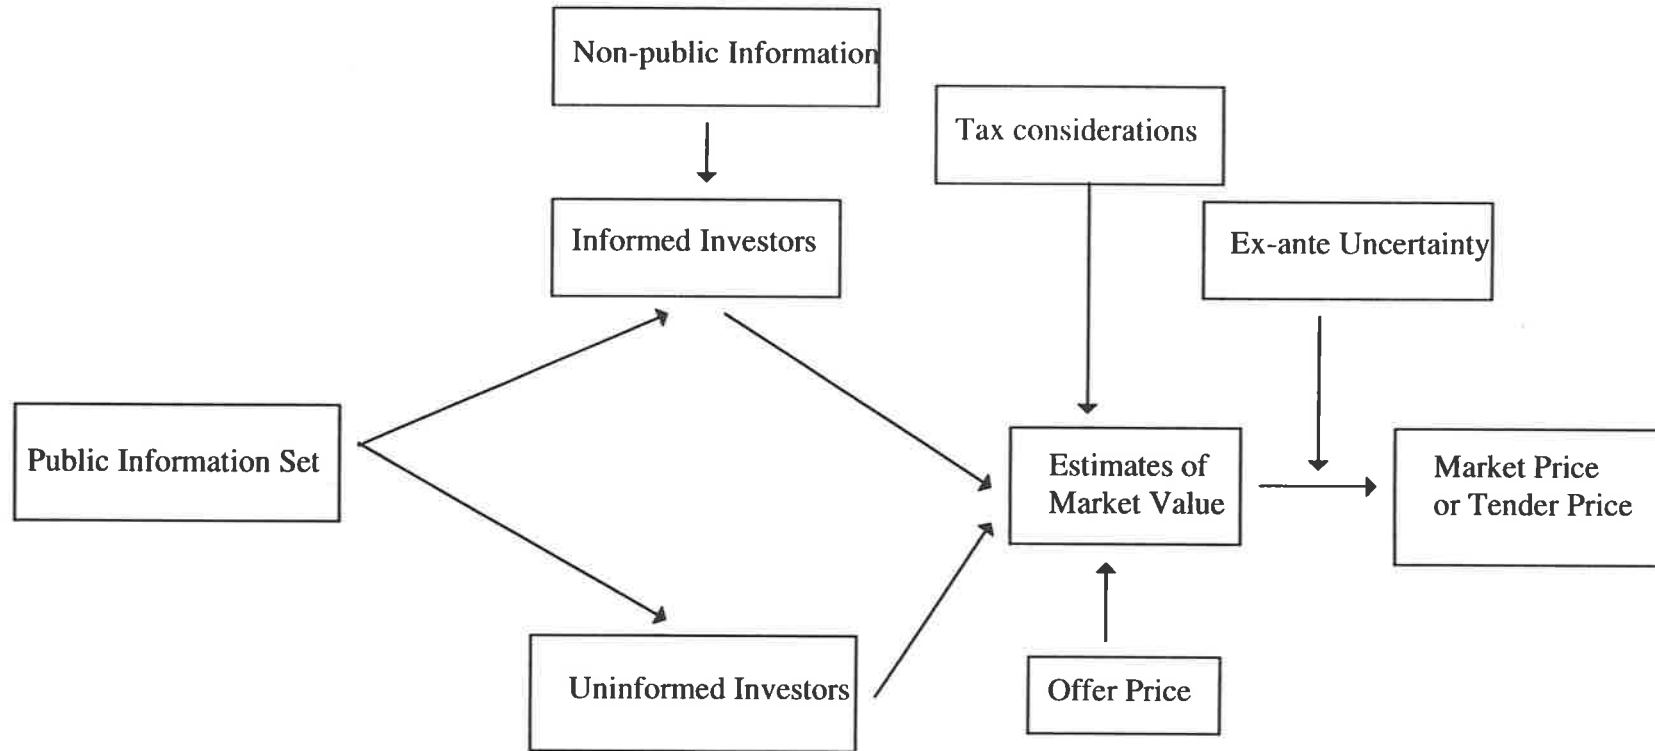 Non-public Information
Tax considerations
Informed Investors
Ex-ante Uncertainty
Public Information Set
Estimates of
Market Value
Market Price
or Tender Price
Uninformed Investors
Offer Price